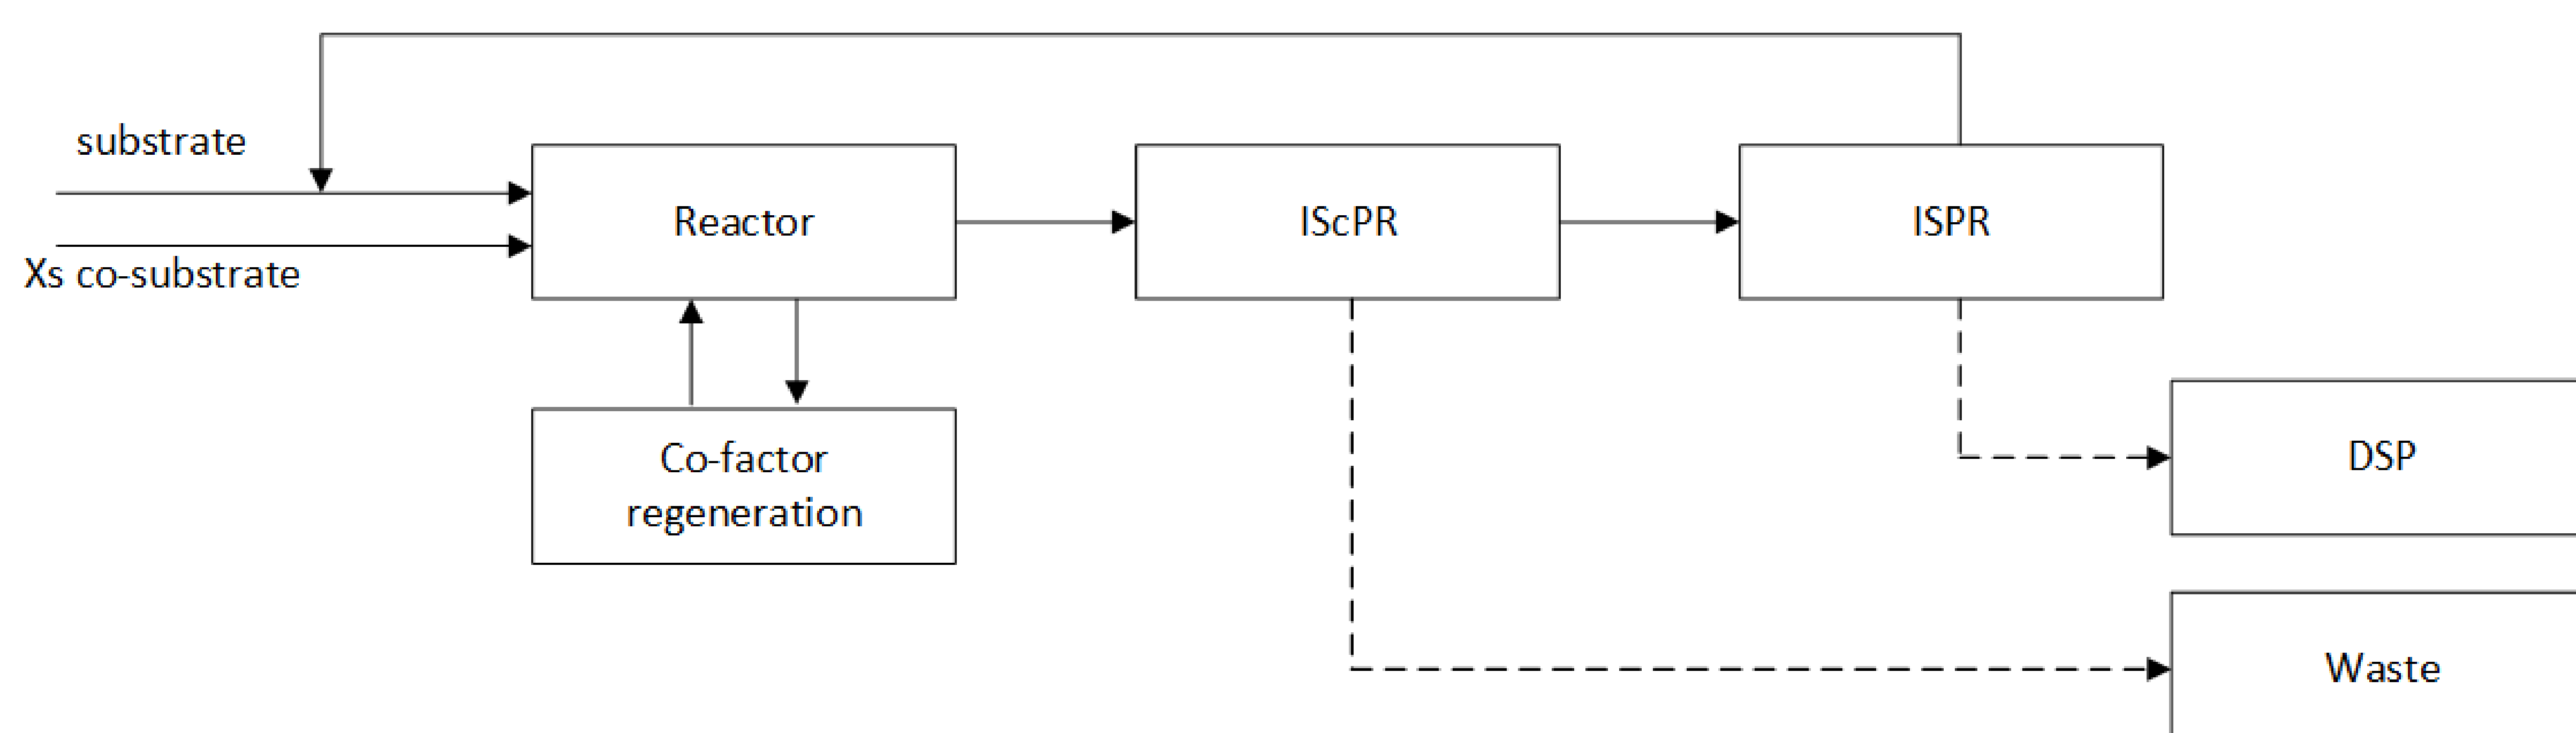 substrate
Xs co-substrate
Reactor
IScPR
ISPR
Co-factor
regeneration
DSP
Waste